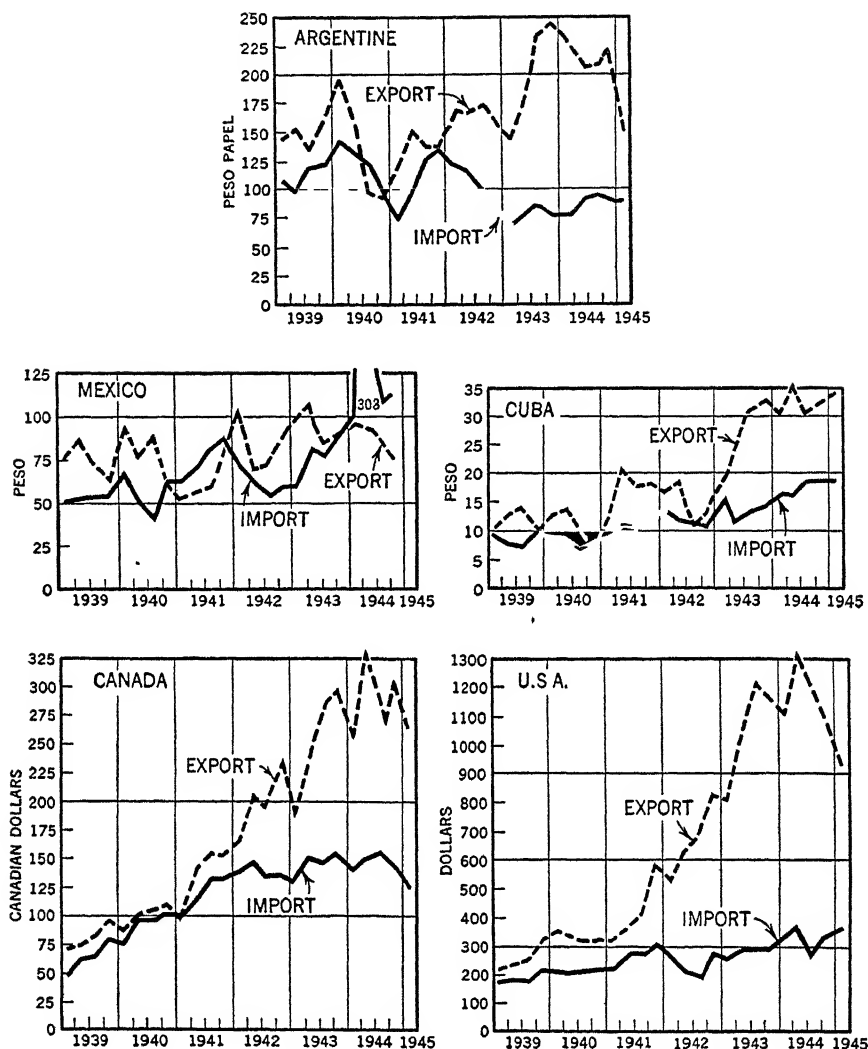 ARGENTINE
250
225
200
175
150
125
100
75
50
25
0
PESO PAPEL
EXPORT
IMPORT
1939 1940 1941 1942 1943 1944 1945
MEXICO
125
100
75
50
25
0
PESO
303
EXPORT
IMPORT
1939 1940 1941 1942 1943 1944 1945
CUBA
35
30
25
20
15
10
5
0
PESO
EXPORT
IMPORT
1939 1940 1941 1942 1943 1944 1945
CANADA
325
300
275
250
225
200
175
150
125
100
75
50
25
0
CANADIAN DOLLARS
EXPORT
IMPORT
1939 1940 1941 1942 1943 1944 1945
U.S A.
1300
1200
1100
1000
900
800
700
600
500
400
300
200
100
0
DOLLARS
EXPORT
IMPORT
1939 1940 1941 1942 1943 1944 1945